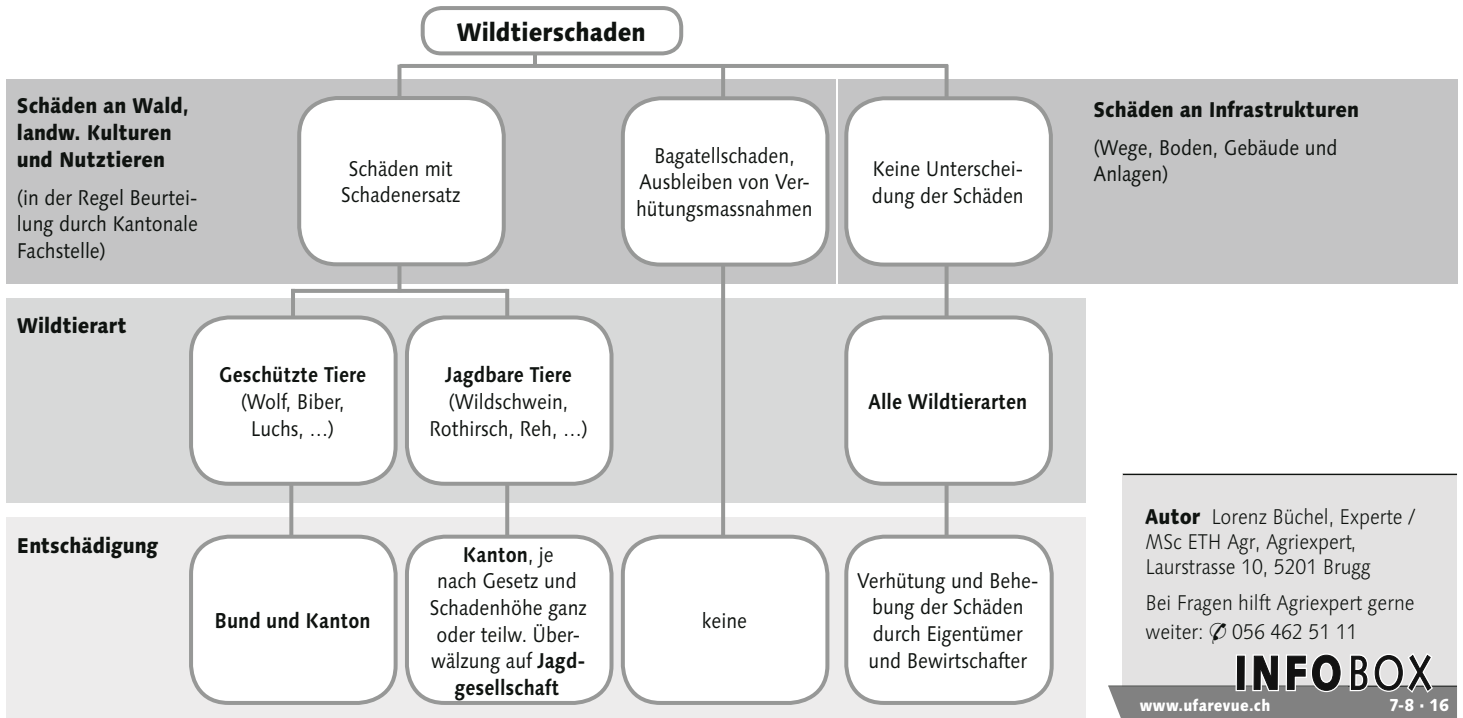 Wildtierschaden
Schäden an Wald,
landw. Kulturen
und Nutztieren
(in der Regel Beurtei-
lung durch Kantonale
Fachstelle)
Schäden mit
Schadenersatz
Bagatellschaden,
Ausbleiben von Ver-
hütungsmassnahmen
Keine Unterschei-
dung der Schäden
Schäden an Infrastrukturen
(Wege, Boden, Gebäude und
Anlagen)
Wildtierart
Geschützte Tiere
(Wolf, Biber,
Luchs, …)
Jagdbare Tiere
(Wildschwein,
Rothirsch, Reh, …)
Alle Wildtierarten
Entschädigung
Bund und Kanton
Kanton, je
nach Gesetz und
Schadenhöhe ganz
oder teilw. Über-
wälzung auf Jagd-
gesellschaft
keine
Verhütung und Behe-
bung der Schäden
durch Eigentümer
und Bewirtschafter
Autor Lorenz Büchel, Experte /
MSc ETH Agr, Agriexpert,
Laurstrasse 10, 5201 Brugg
Bei Fragen hilft Agriexpert gerne
weiter: ✆ 056 462 51 11
INFOBOX
www.ufarevue.ch 7-8 · 16